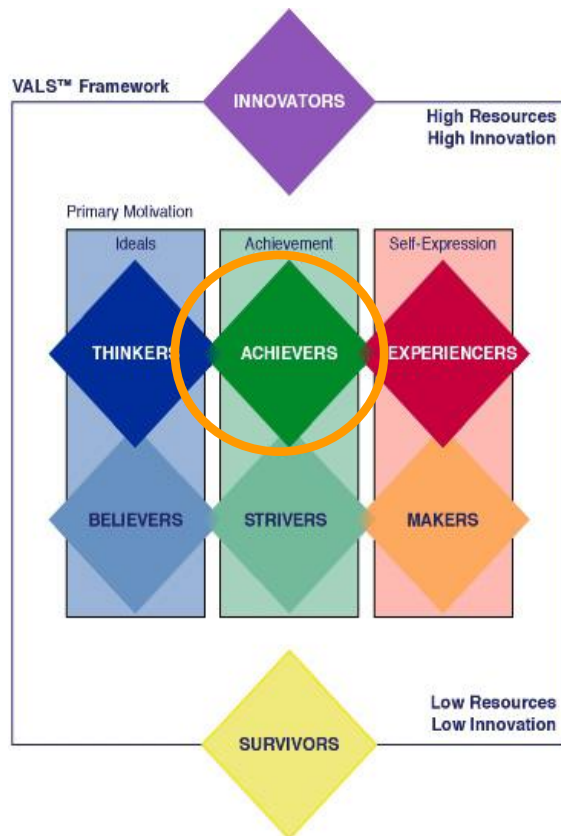 INNOVATORS
VALS™ Framework
High Resources
High Innovation
Primary Motivation
Ideals
Achievement
Self-Expression
THINKERS
ACHIEVERS
EXPERIENCERS
BELIEVERS
STRIVERS
MAKERS
Low Resources
Low Innovation
SURVIVORS